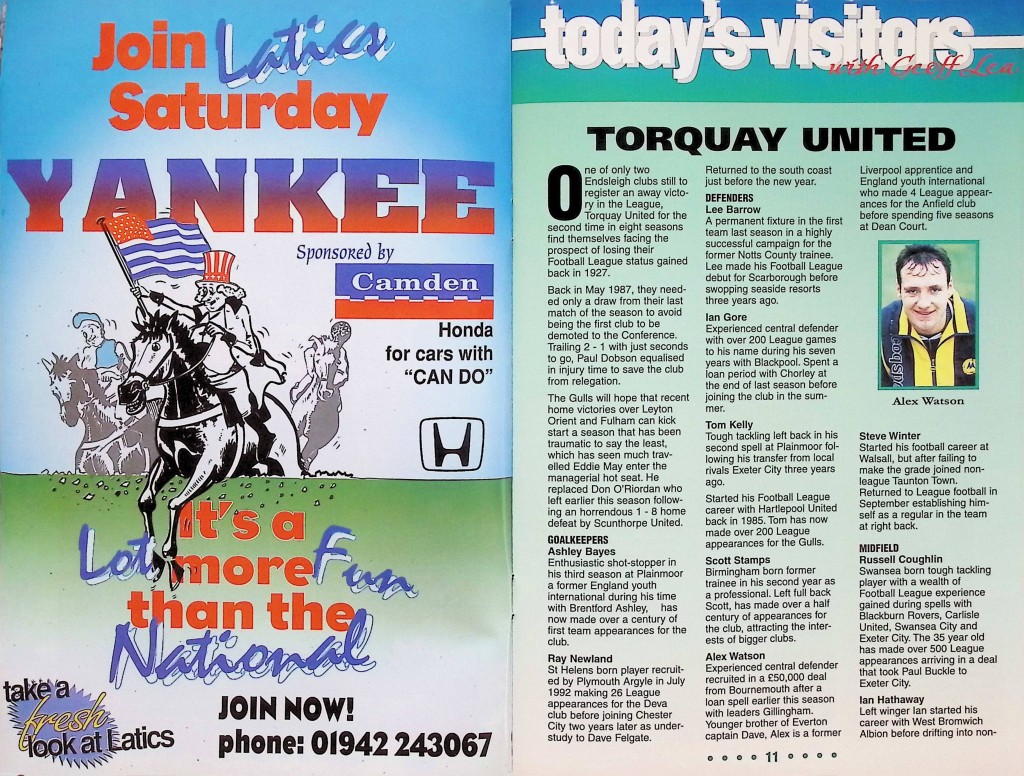 Join Latics
Saturday
YANKEE
Sponsored by
Camden
Honda
for cars with
“CAN DO”
It's a
Lot more Fun
than the
National
take a
fresh
look at Latics
JOIN NOW!
phone: 01942 243067
today's visitors
with Geoff Lea
TORQUAY UNITED
One of only two
Endsleigh clubs still to
register an away victo-
ry in the League,
Torquay United for the
second time in eight seasons
find themselves facing the
prospect of losing their
Football League status gained
back in 1927.
Back in May 1987, they need-
ed only a draw from their last
match of the season to avoid
being the first club to be
demoted to the Conference.
Trailing 2 - 1 with just seconds
to go, Paul Dobson equalised
in injury time to save the club
from relegation.
The Gulls will hope that recent
home victories over Leyton
Orient and Fulham can kick
start a season that has been
traumatic to say the least,
which has seen much trav-
elled Eddie May enter the
managerial hot seat. He
replaced Don O'Riordan who
left earlier this season follow-
ing an horrendous 1 - 8 home
defeat by Scunthorpe United.
GOALKEEPERS
Ashley Bayes
Enthusiastic shot-stopper in
his third season at Plainmoor
a former England youth
international during his time
with Brentford Ashley, has
now made over a century of
first team appearances for the
club.
Ray Newland
St Helens born player recruit-
ed by Plymouth Argyle in July
1992 making 26 League
appearances for the Deva
club before joining Chester
City two years later as under-
study to Dave Felgate.
Returned to the south coast
just before the new year.
DEFENDERS
Lee Barrow
A permanent fixture in the first
team last season in a highly
successful campaign for the
former Notts County trainee.
Lee made his Football League
debut for Scarborough before
swopping seaside resorts
three years ago.
Ian Gore
Experienced central defender
with over 200 League games
to his name during his seven
years with Blackpool. Spent a
loan period with Chorley at
the end of last season before
joining the club in the sum-
mer.
Tom Kelly
Tough tackling left back in his
second spell at Plainmoor fol-
lowing his transfer from local
rivals Exeter City three years
ago.
Started his Football League
career with Hartlepool United
back in 1985. Tom has now
made over 200 League
appearances for the Gulls.
Scott Stamps
Birmingham born former
trainee in his second year as
a professional. Left full back
Scott, has made over a half
century of appearances for
the club, attracting the inter-
ests of bigger clubs.
Alex Watson
Experienced central defender
recruited in a £50,000 deal
from Bournemouth after a
loan spell earlier this season
with leaders Gillingham.
Younger brother of Everton
captain Dave, Alex is a former
Liverpool apprentice and
England youth international
who made 4 League appear-
ances for the Anfield club
before spending five seasons
at Dean Court.
Alex Watson
Steve Winter
Started his football career at
Walsall, but after failing to
make the grade joined non-
league Taunton Town.
Returned to League football in
September establishing him-
self as a regular in the team
at right back.
MIDFIELD
Russell Coughlin
Swansea born tough tackling
player with a wealth of
Football League experience
gained during spells with
Blackburn Rovers, Carlisle
United, Swansea City and
Exeter City. The 35 year old
has made over 500 League
appearances arriving in a deal
that took Paul Buckle to
Exeter City.
Ian Hathaway
Left winger Ian started his
career with West Bromwich
Albion before drifting into non-
11